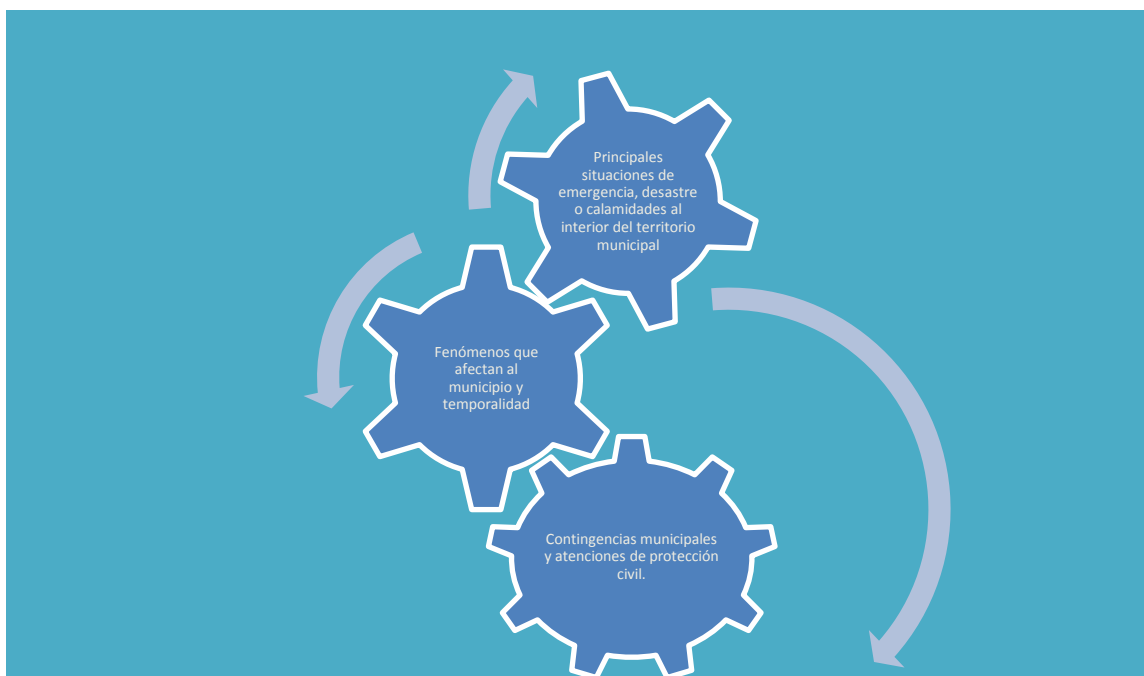 Principales
situaciones de
emergencia, desastre
o calamidades al
interior del territorio
municipal
Fenómenos que
afectan al
municipio y
temporalidad
Contingencias municipales
y atenciones de protección
civil.